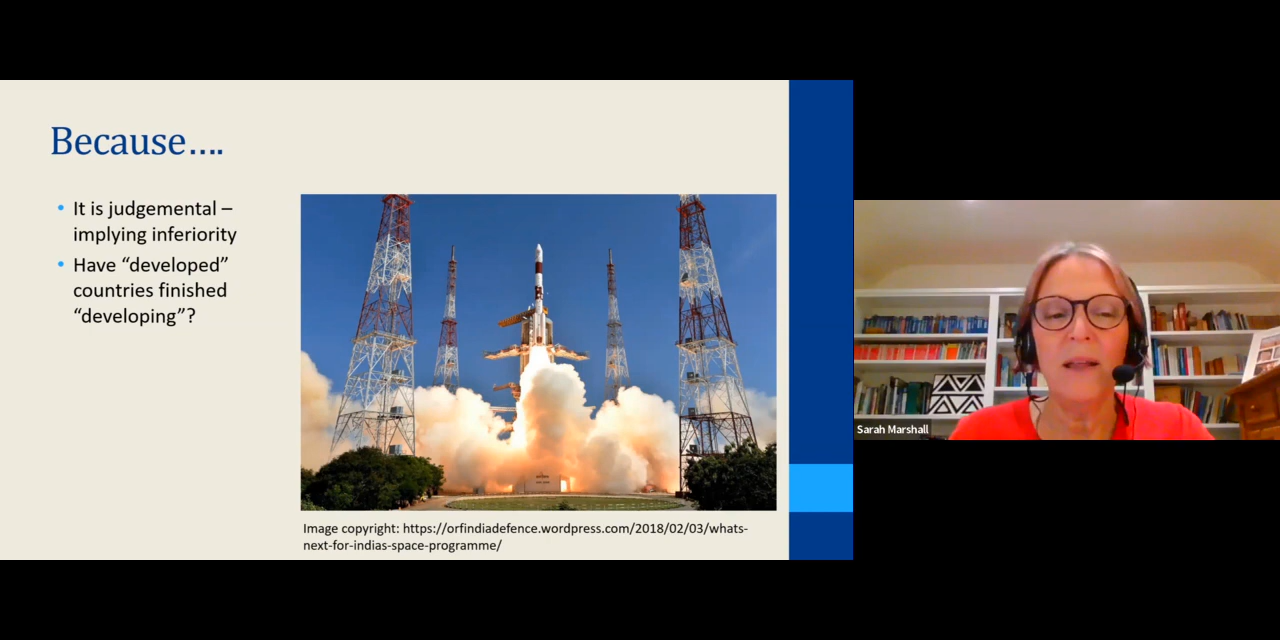 Because….
• It is judgemental –
implying inferiority
• Have “developed”
countries finished
“developing”?
Image copyright: https://orfindiadefence.wordpress.com/2018/02/03/whats-
next-for-indias-space-programme/
Sarah Marshall